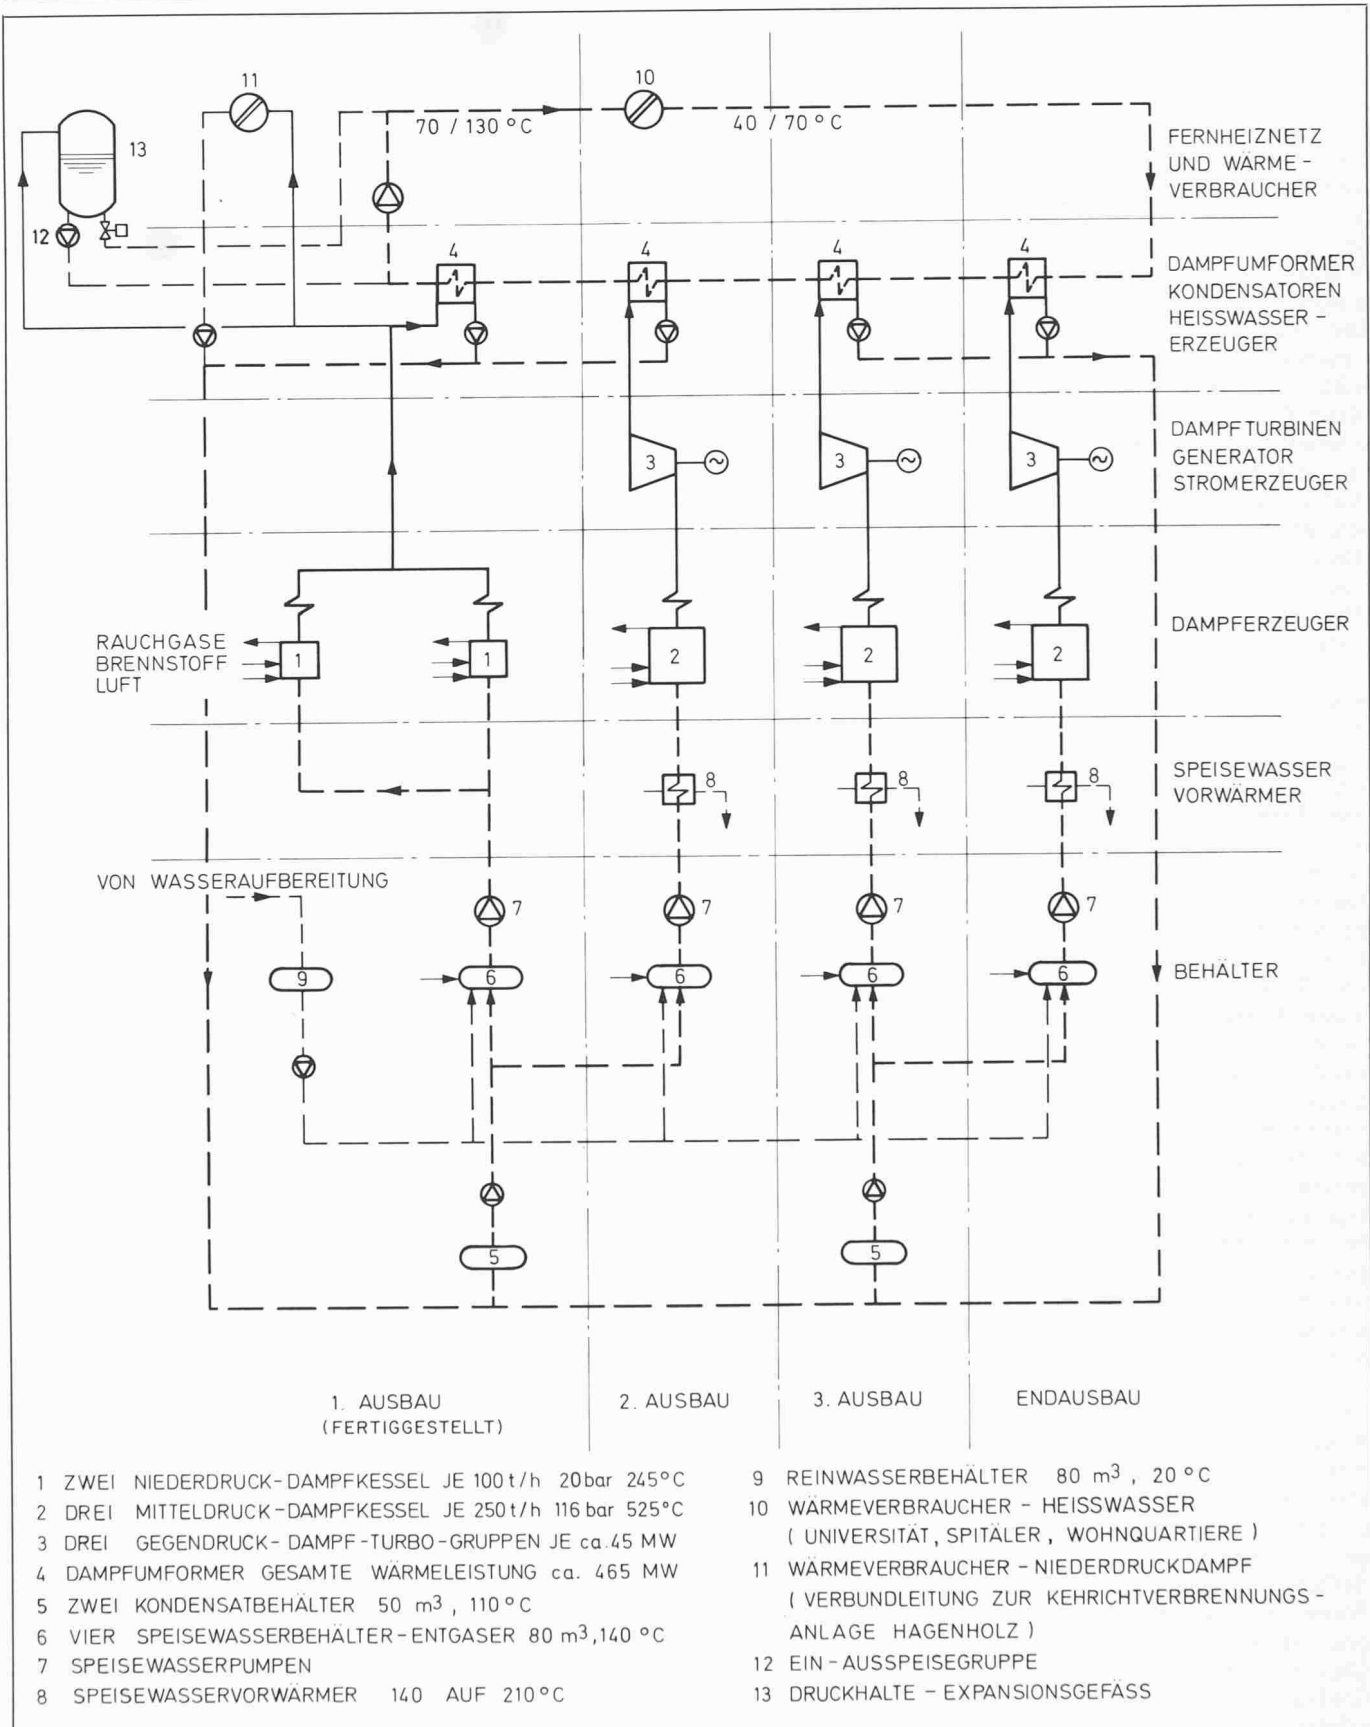 11
10
13
70 / 130 °C
40 / 70 °C
FERNHEIZNETZ
UND WÄRME-
VERBRAUCHER
12
4
4
4
4
DAMPFUMFORMER
KONDENSATOREN
HEISSWASSER-
ERZEUGER
DAMPFTURBINEN
GENERATOR
STROMERZEUGER
3
3
3
RAUCHGASE
BRENNSTOFF
LUFT
1
1
2
2
2
DAMPFERZEUGER
8
8
8
SPEISEWASSER
VORWÄRMER
VON WASSERAUFBEREITUNG
7
7
7
7
9
6
6
6
6
BEHÄLTER
5
5
1. AUSBAU
(FERTIGGESTELLT)
2. AUSBAU
3. AUSBAU
ENDAUSBAU
1 ZWEI NIEDERDRUCK-DAMPFKESSEL JE 100 t/h 20 bar 245°C
2 DREI MITTELDRUCK-DAMPFKESSEL JE 250 t/h 116 bar 525°C
3 DREI GEGENDRUCK-DAMPF-TURBO-GRUPPEN JE ca. 45 MW
4 DAMPFUMFORMER GESAMTE WÄRMELEISTUNG ca. 465 MW
5 ZWEI KONDENSATBEHÄLTER 50 m³, 110°C
6 VIER SPEISEWASSERBEHÄLTER-ENTGASER 80 m³, 140 °C
7 SPEISEWASSERPUMPEN
8 SPEISEWASSERVORWÄRMER 140 AUF 210°C
9 REINWASSERBEHÄLTER 80 m³, 20°C
10 WÄRMEVERBRAUCHER - HEISSWASSER
( UNIVERSITÄT, SPITÄLER, WOHNQUARTIERE )
11 WÄRMEVERBRAUCHER - NIEDERDRUCKDAMPF
( VERBUNDLEITUNG ZUR KEHRICHTVERBRENNUNGS-
ANLAGE HAGENHOLZ )
12 EIN-AUSSPEISEGRUPPE
13 DRUCKHALTE - EXPANSIONSGEFÄSS